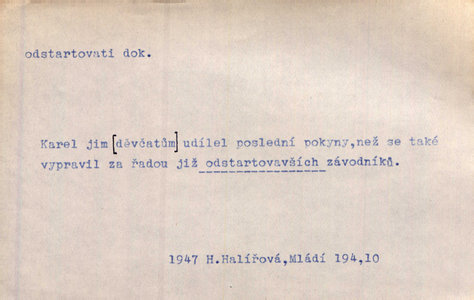 odstartovati dok.
Karel jim [děvčatům] udílel poslední pokyny,než se také
vypravil za řadou již odstartovavších závodníků.
1947 H.Halířová,Mládí 194,10